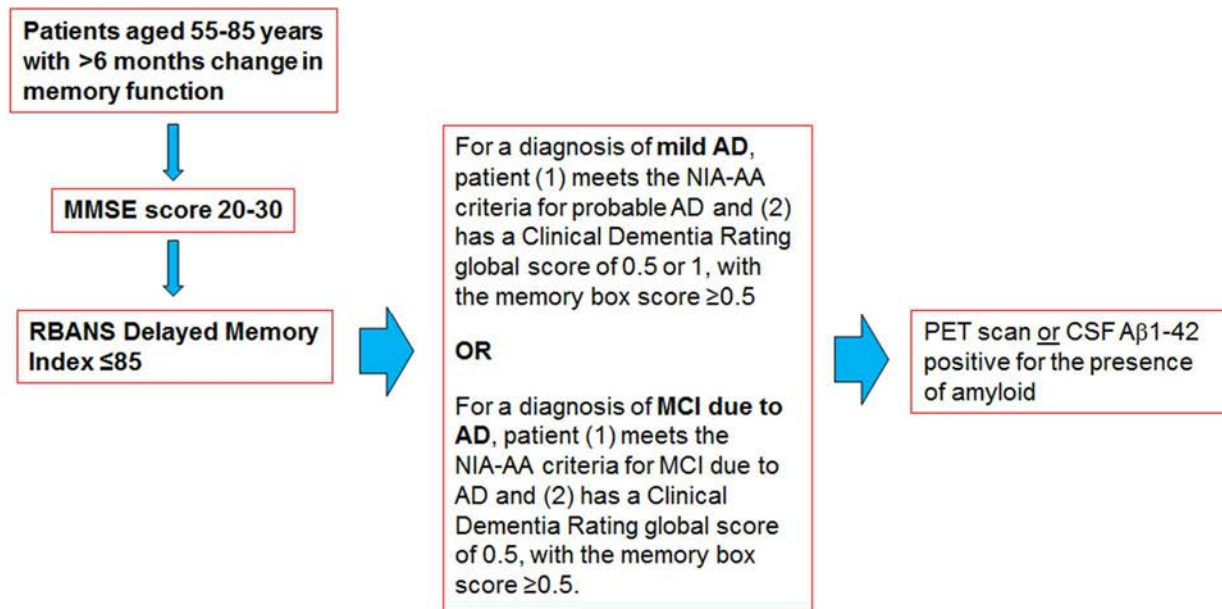 Patients aged 55-85 years
with >6 months change in
memory function
MMSE score 20-30
RBANS Delayed Memory
Index ≤85
For a diagnosis of mild AD,
patient (1) meets the NIA-AA
criteria for probable AD and (2)
has a Clinical Dementia Rating
global score of 0.5 or 1, with
the memory box score ≥0.5
OR
For a diagnosis of MCI due to
AD, patient (1) meets the
NIA-AA criteria for MCI due to
AD and (2) has a Clinical
Dementia Rating global score
of 0.5, with the memory box
score ≥0.5.
PET scan or CSF Aβ1-42
positive for the presence
of amyloid